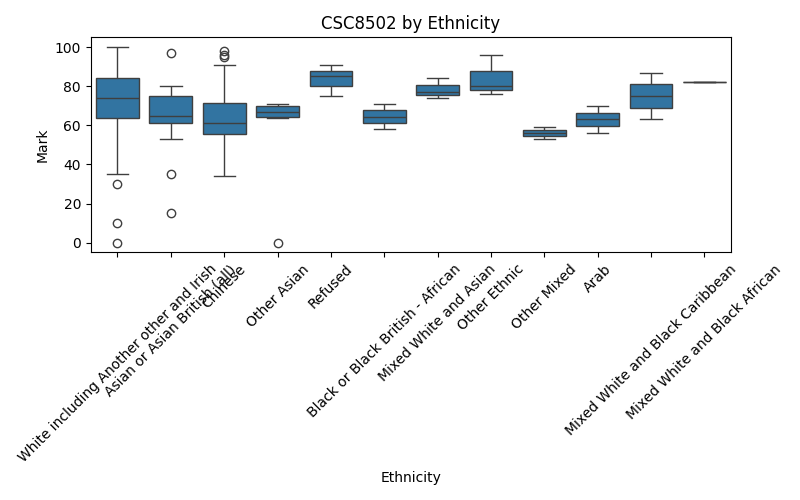 CSC8502 by Ethnicity
Mark
100
80
60
40
20
0
White including Another other and Irish
Asian or Asian British (all)
Chinese
Other Asian
Refused
Black or Black British - African
Mixed White and Asian
Other Ethnic
Other Mixed
Arab
Mixed White and Black Caribbean
Mixed White and Black African
Ethnicity